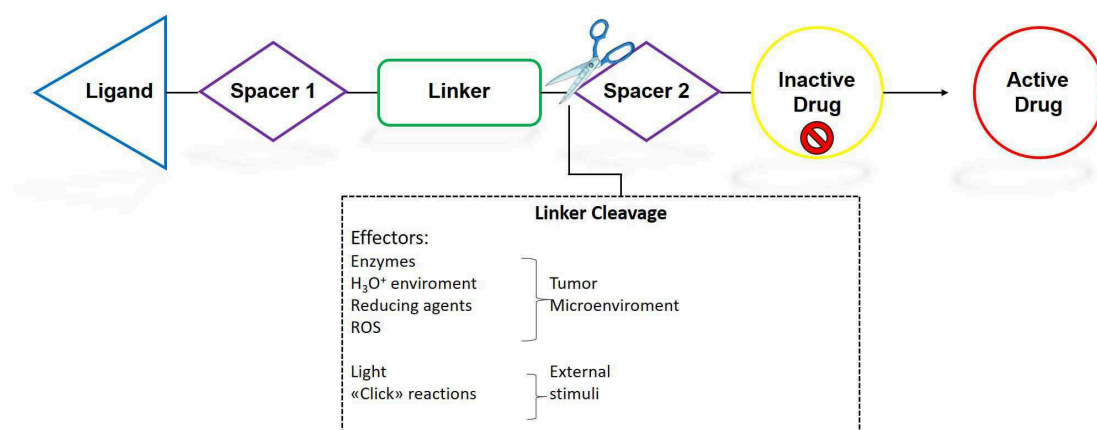 Ligand
Spacer 1
Linker
Spacer 2
Inactive
Drug
Active
Drug
Linker Cleavage
Effectors:
Enzymes
H₃O⁺ enviroment
Reducing agents
ROS
Tumor
Microenviroment
Light
«Click» reactions
External
stimuli